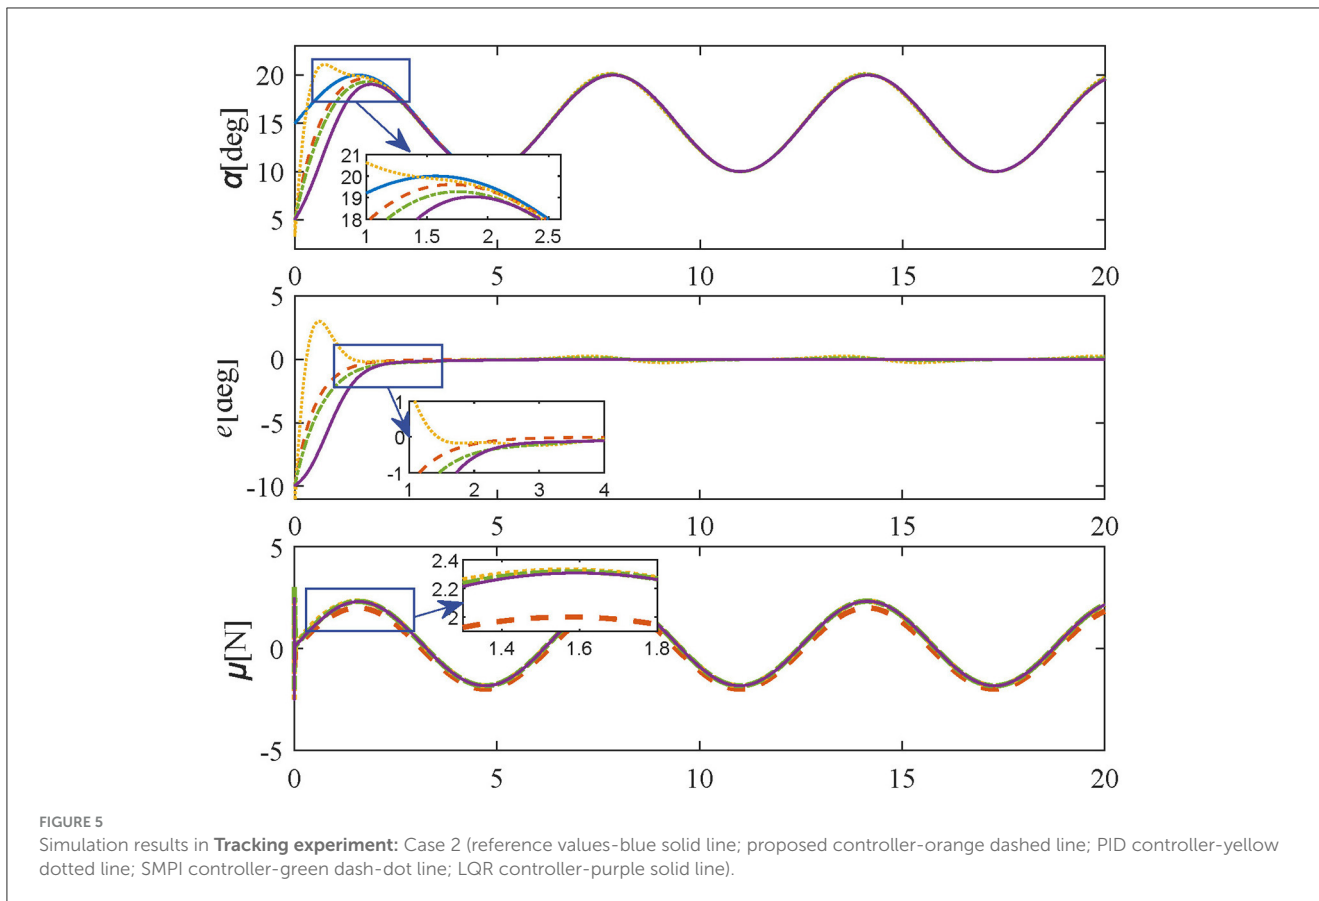 20
15
10
5
α[deg]
21
20
19
18
1 1.5 2 2.5
0 5 10 15 20
5
0
-5
-10
e[deg]
1
0
-1
1 2 3 4
0 5 10 15 20
5
0
-5
μ[N]
2.4
2.2
2
1.4 1.6 1.8
0 5 10 15 20
FIGURE 5
Simulation results in Tracking experiment: Case 2 (reference values-blue solid line; proposed controller-orange dashed line; PID controller-yellow
dotted line; SMPI controller-green dash-dot line; LQR controller-purple solid line).